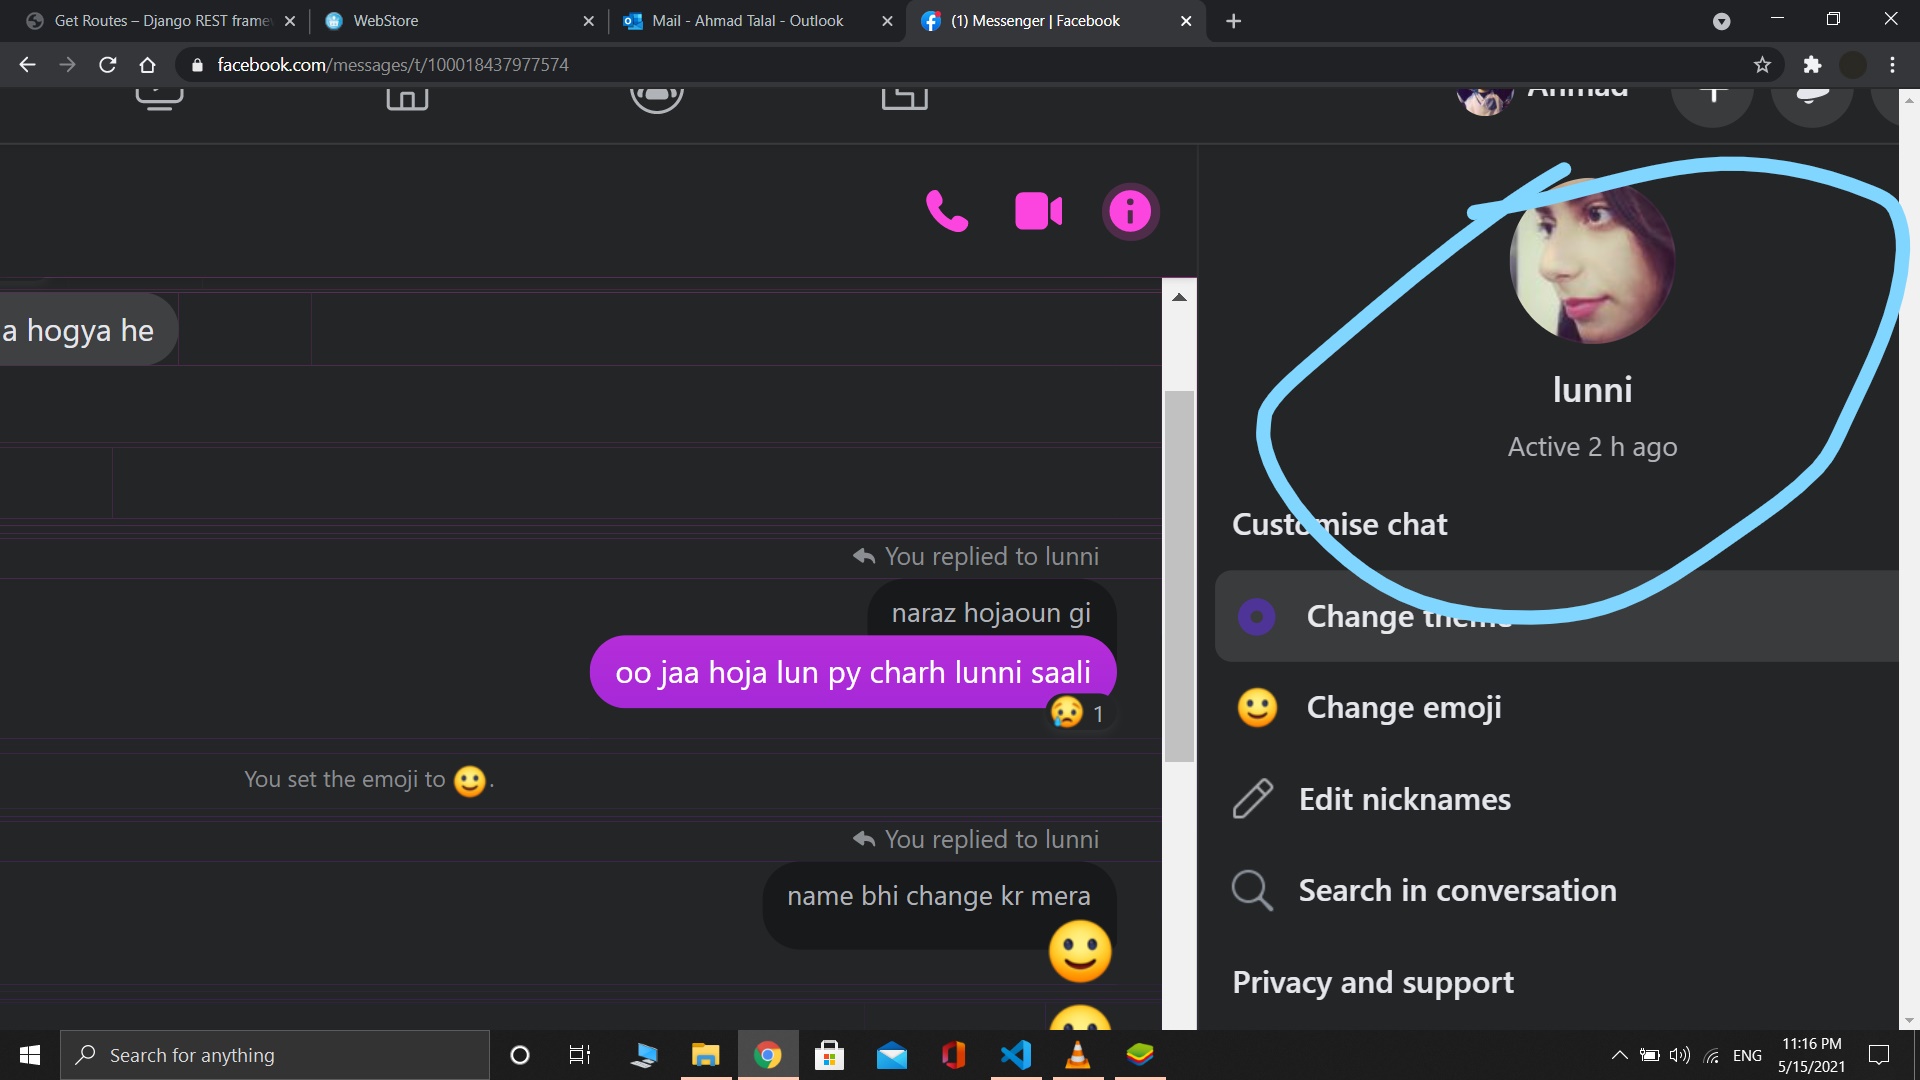 Get Routes – Django REST frame
WebStore
Mail - Ahmad Talal - Outlook
(1) Messenger | Facebook
facebook.com/messages/t/100018437977574
Ahmad
a hogya he
lunni
Active 2 h ago
You replied to lunni
naraz hojaoun gi
oo jaa hoja lun py charh lunni saali
1
You set the emoji to 🙂.
You replied to lunni
name bhi change kr mera
Customise chat
Change theme
Change emoji
Edit nicknames
Search in conversation
Privacy and support
Search for anything
ENG
11:16 PM
5/15/2021